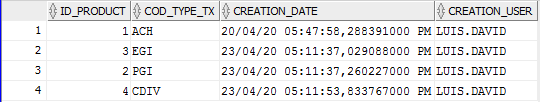 ID_PRODUCT COD_TYPE_TX CREATION_DATE CREATION_USER
1 1 ACH 20/04/20 05:47:58,288391000 PM LUIS.DAVID
2 3 EGI 23/04/20 05:11:37,029088000 PM LUIS.DAVID
3 2 PGI 23/04/20 05:11:37,260227000 PM LUIS.DAVID
4 4 CDIV 23/04/20 05:11:53,833767000 PM LUIS.DAVID